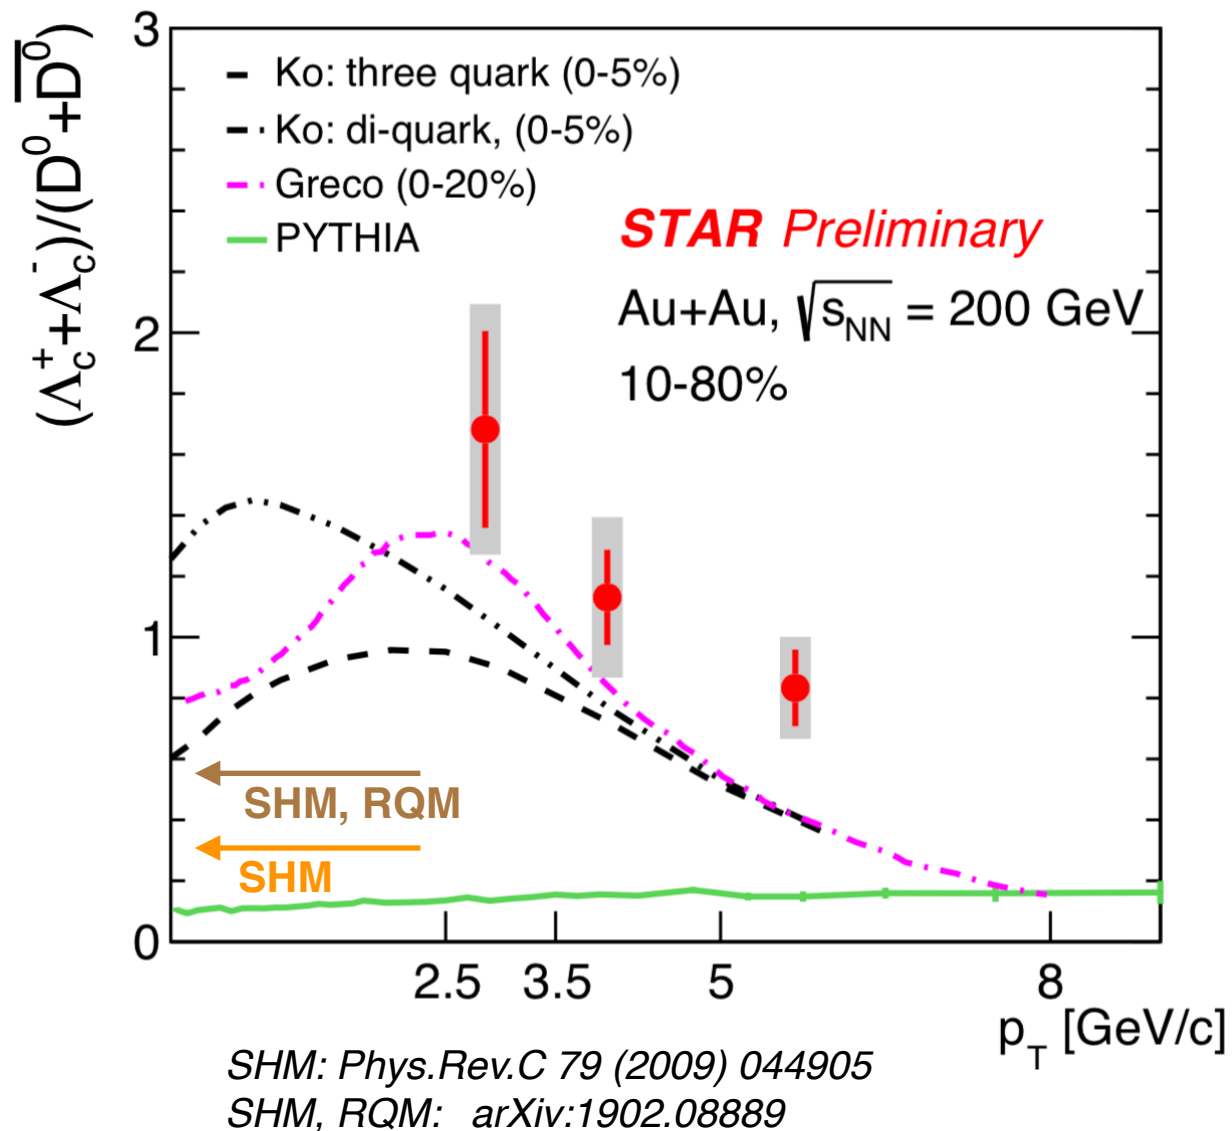 (Λc⁺+Λc⁻)/(D⁰+D̅⁰)
3
2
1
0
Ko: three quark (0-5%)
Ko: di-quark, (0-5%)
Greco (0-20%)
PYTHIA
STAR Preliminary
Au+Au, √sNN = 200 GeV
10-80%
SHM, RQM
SHM
2.5 3.5 5 8
pT [GeV/c]
SHM: Phys.Rev.C 79 (2009) 044905
SHM, RQM: arXiv:1902.08889